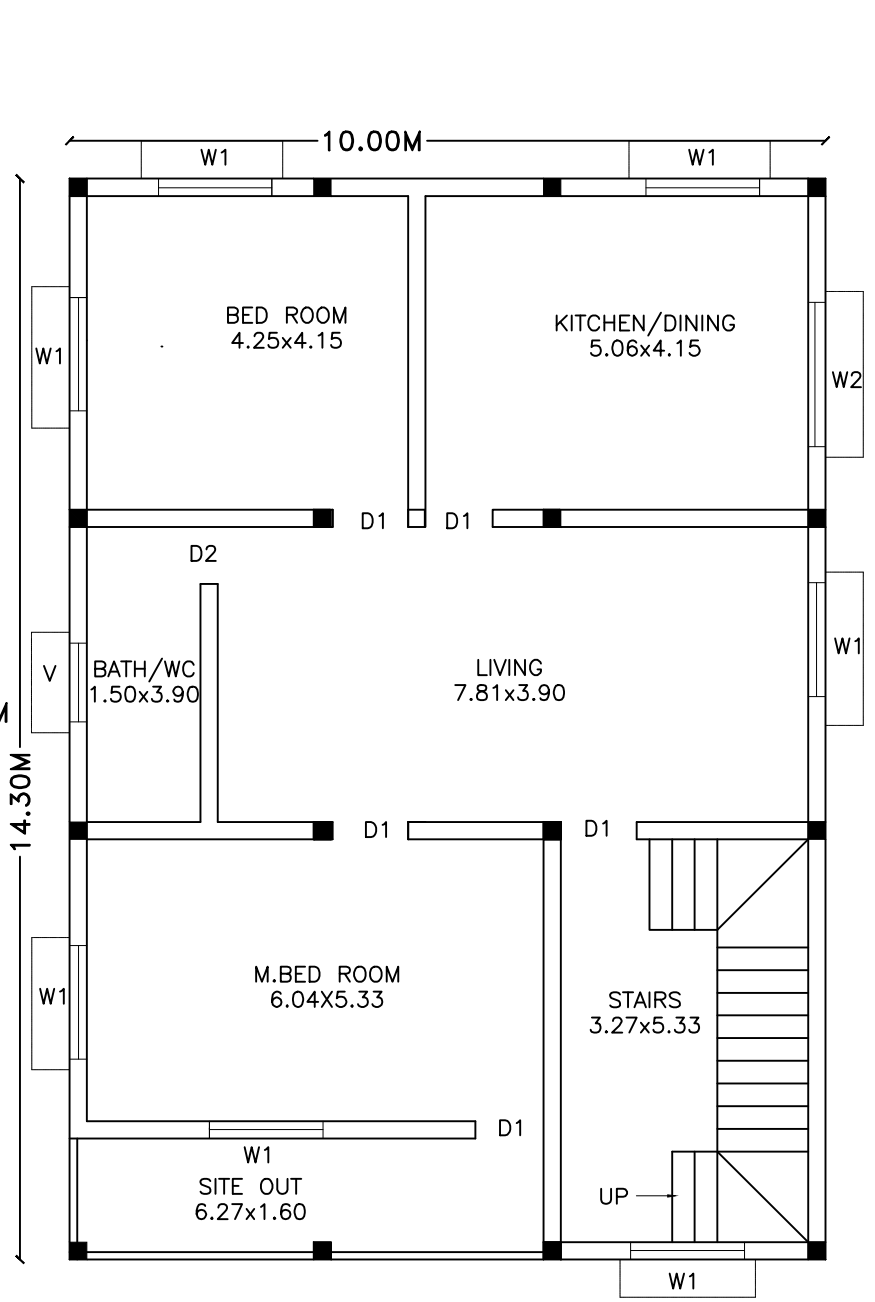 10.00M
W1
W1
BED ROOM
4.25x4.15
KITCHEN/DINING
5.06x4.15
W1
W2
D1
D1
D2
W1
V
BATH/WC
1.50x3.90
LIVING
7.81x3.90
M
14.30M
D1
D1
M.BED ROOM
6.04X5.33
W1
STAIRS
3.27x5.33
D1
W1
SITE OUT
6.27x1.60
UP
W1